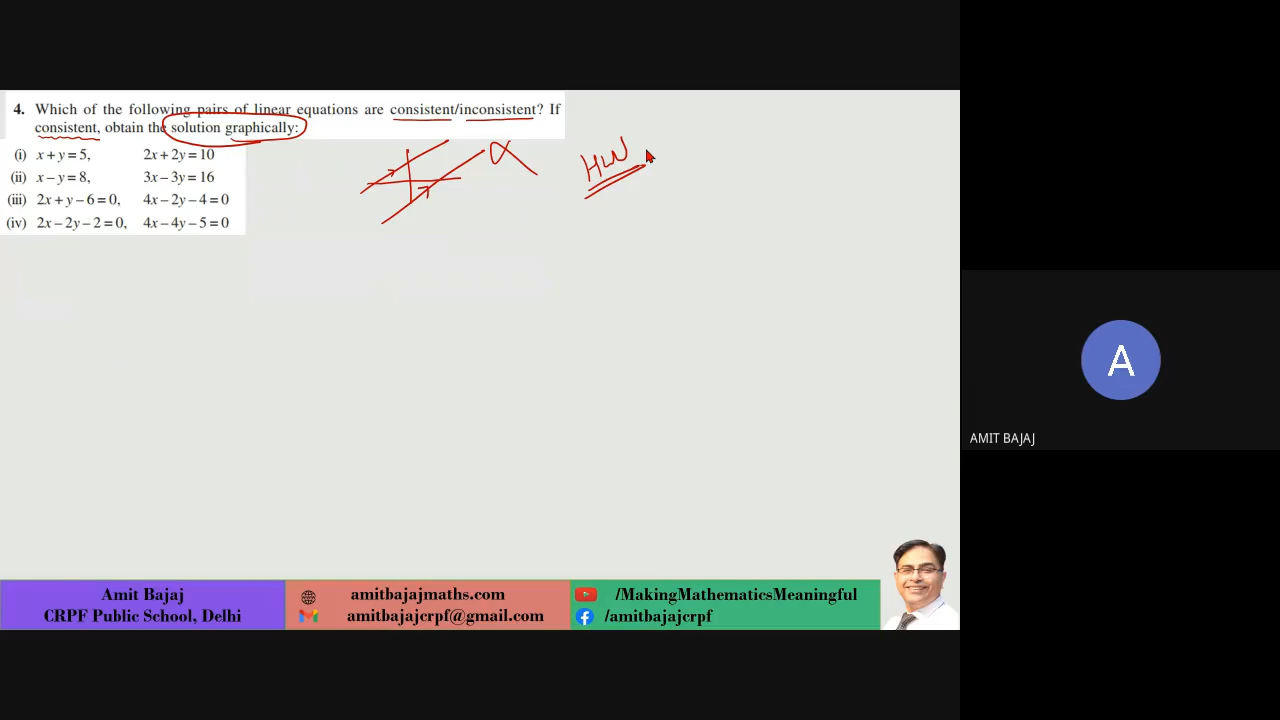 4. Which of the following pairs of linear equations are consistent/inconsistent? If
consistent, obtain the solution graphically:
(i) x + y = 5, 2x + 2y = 10
(ii) x – y = 8, 3x – 3y = 16
(iii) 2x + y – 6 = 0, 4x – 2y – 4 = 0
(iv) 2x – 2y – 2 = 0, 4x – 4y – 5 = 0
HW
A
AMIT BAJAJ
Amit Bajaj
CRPF Public School, Delhi
amitbajajmaths.com
amitbajajcrpf@gmail.com
/MakingMathematicsMeaningful
/amitbajajcrpf